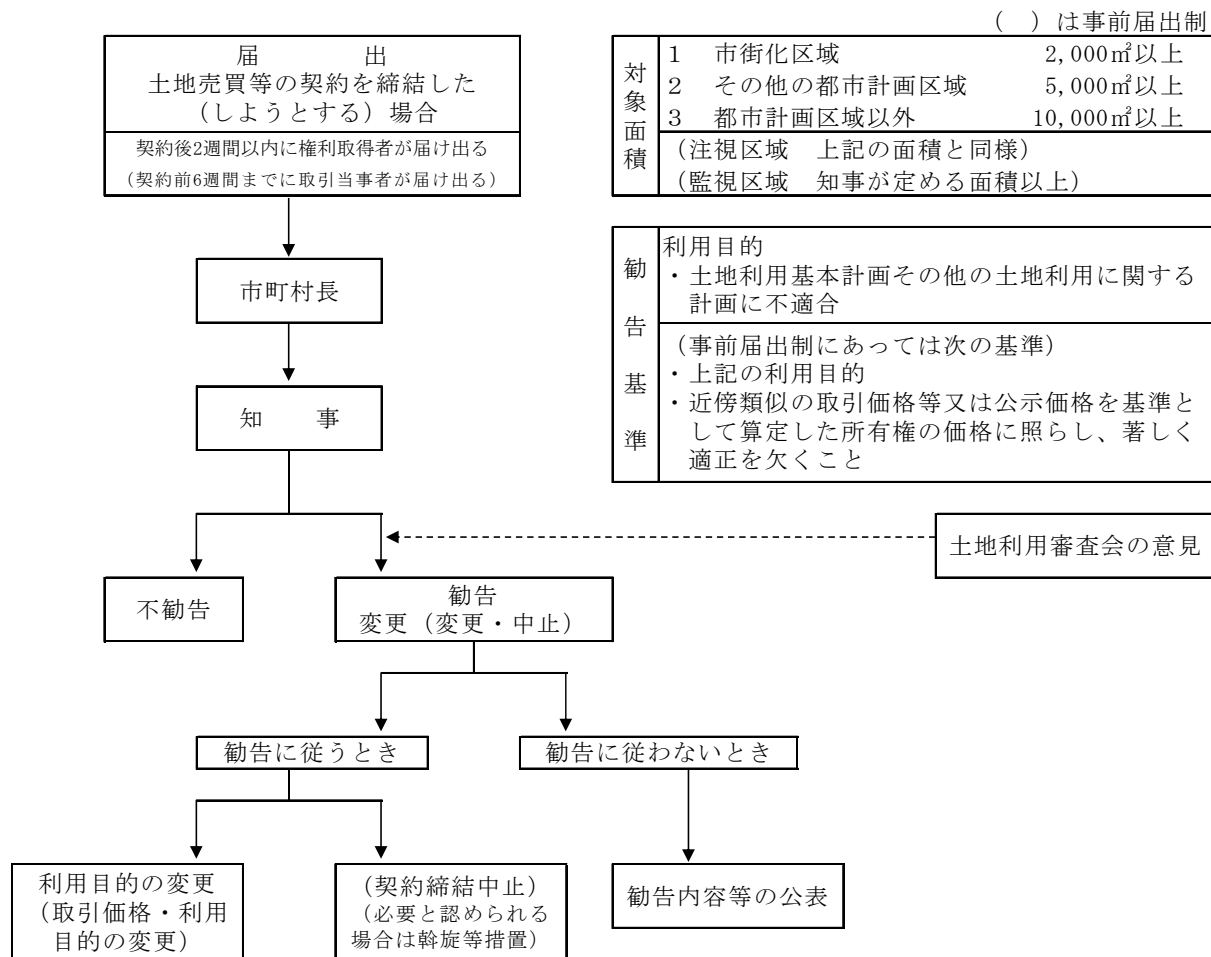 （　）は事前届出制
届　　　出
土地売買等の契約を締結した
（しようとする）場合
契約後2週間以内に権利取得者が届け出る
（契約前6週間までに取引当事者が届け出る）
対象面積
1　市街化区域　2,000㎡以上
2　その他の都市計画区域　5,000㎡以上
3　都市計画区域以外　10,000㎡以上
（注視区域　上記の面積と同様）
（監視区域　知事が定める面積以上）
市町村長
知　　事
勧告基準
利用目的
・土地利用基本計画その他の土地利用に関する
計画に不適合
（事前届出制にあっては次の基準）
・上記の利用目的
・近傍類似の取引価格等又は公示価格を基準と
して算定した所有権の価格に照らし、著しく
適正を欠くこと
土地利用審査会の意見
不勧告
勧告
変更（変更・中止）
勧告に従うとき
勧告に従わないとき
利用目的の変更
（取引価格・利用
目的の変更）
（契約締結中止）
（必要と認められる
場合は斡旋等措置）
勧告内容等の公表